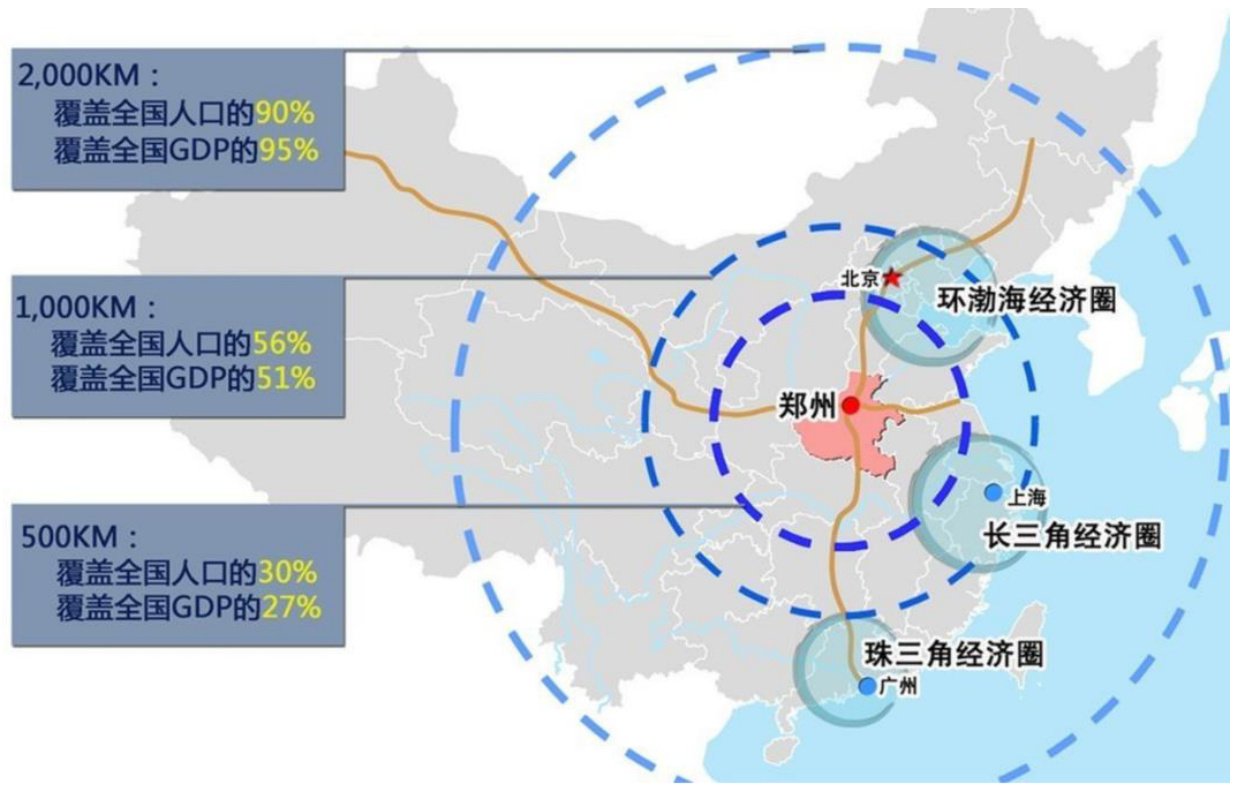 2,000KM：
覆盖全国人口的90%
覆盖全国GDP的95%
1,000KM：
覆盖全国人口的56%
覆盖全国GDP的51%
500KM：
覆盖全国人口的30%
覆盖全国GDP的27%
北京
环渤海经济圈
郑州
上海
长三角经济圈
珠三角经济圈
广州